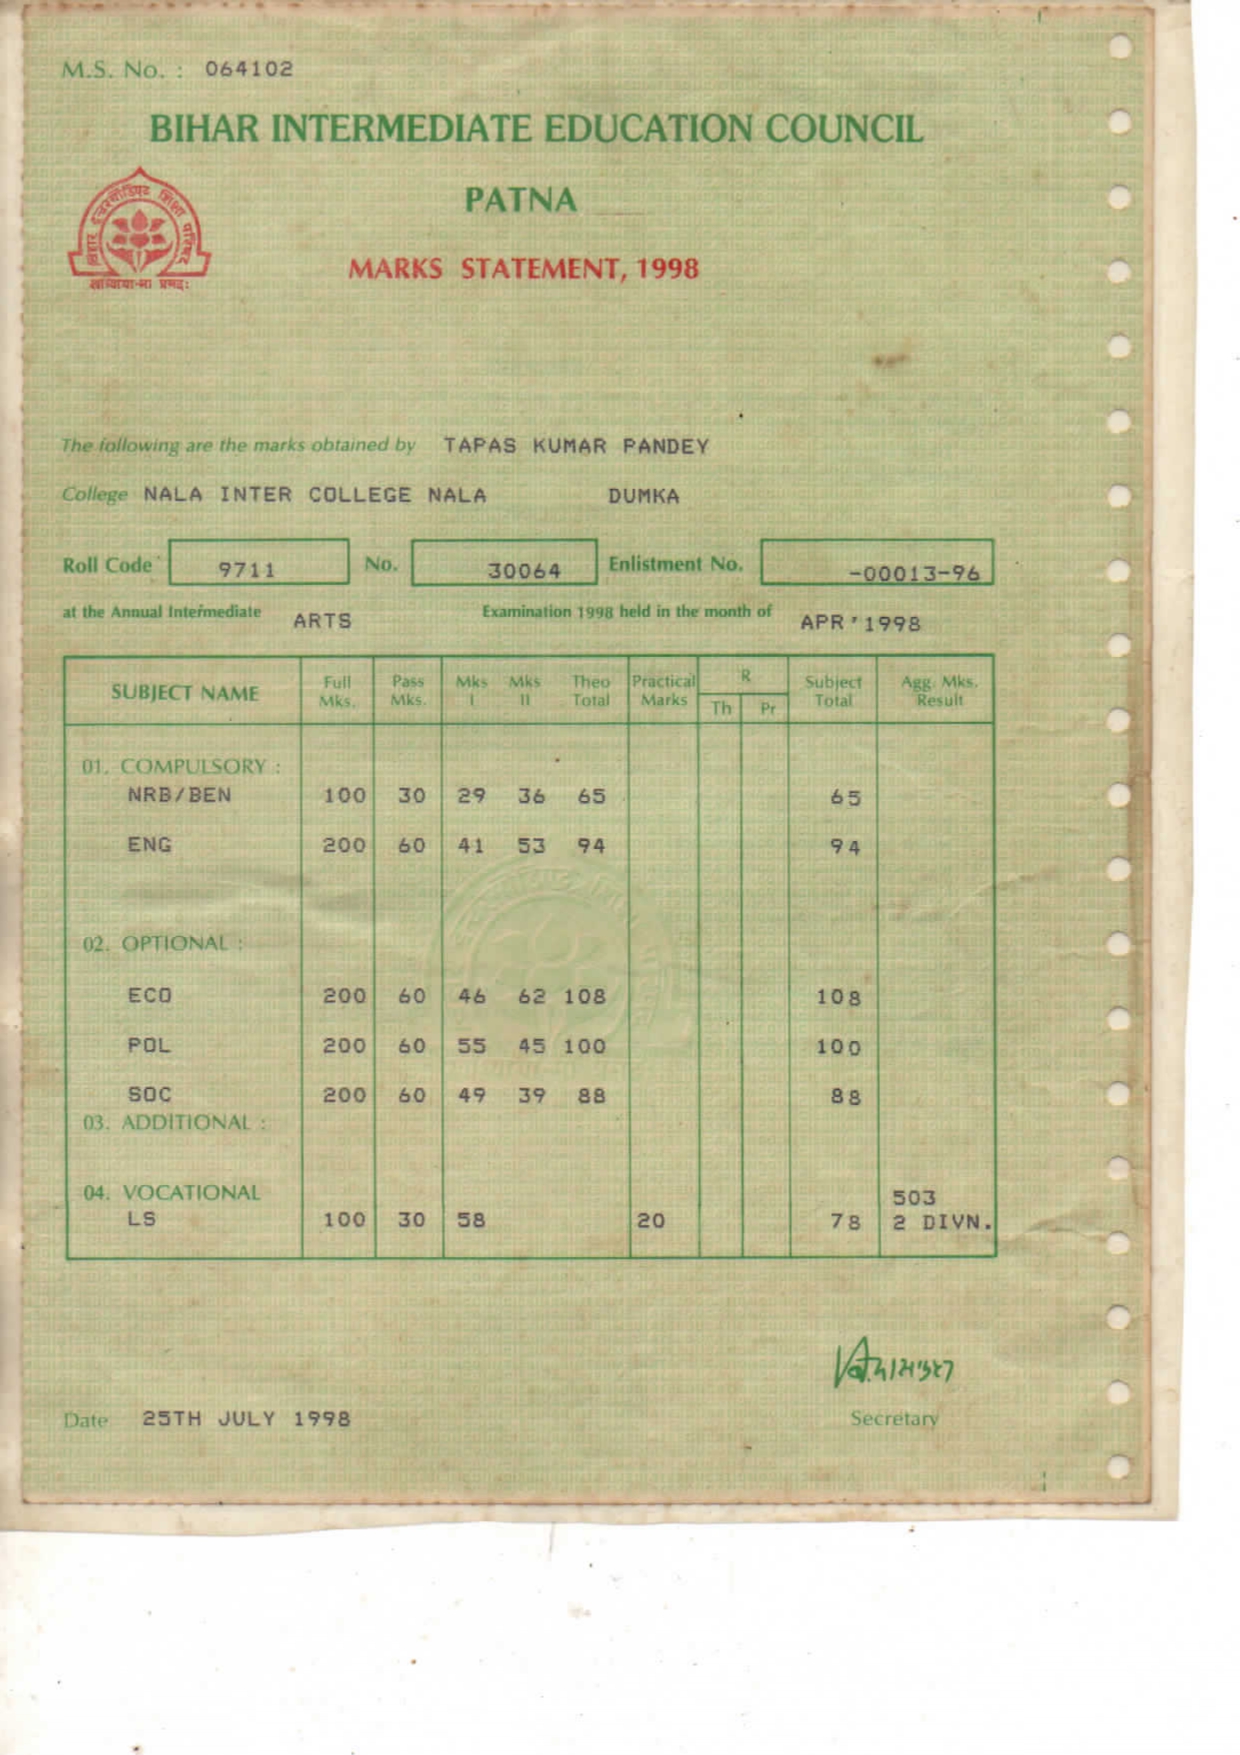 M.S. No. : 064102
BIHAR INTERMEDIATE EDUCATION COUNCIL
PATNA
बिहार इन्टरमीडिएट शिक्षा परिषद
MARKS STATEMENT, 1998
The following are the marks obtained by TAPAS KUMAR PANDEY
College NALA INTER COLLEGE NALA DUMKA
Roll Code 9711 No. 30064 Enlistment No. -00013-96
at the Annual Intermediate ARTS Examination 1998 held in the month of APR'1998
SUBJECT NAME Full Mks. Pass Mks. Mks I Mks II Theo Total Practical Marks R Th Pr Subject Total Agg. Mks. Result
01. COMPULSORY :
NRB/BEN 100 30 29 36 65 65
ENG 200 60 41 53 94 94
02. OPTIONAL :
ECO 200 60 46 62 108 108
POL 200 60 55 45 100 100
SOC 200 60 49 39 88 88
03. ADDITIONAL :
04. VOCATIONAL 503
LS 100 30 58 20 78 2 DIVN.
Date 25TH JULY 1998
Secretary